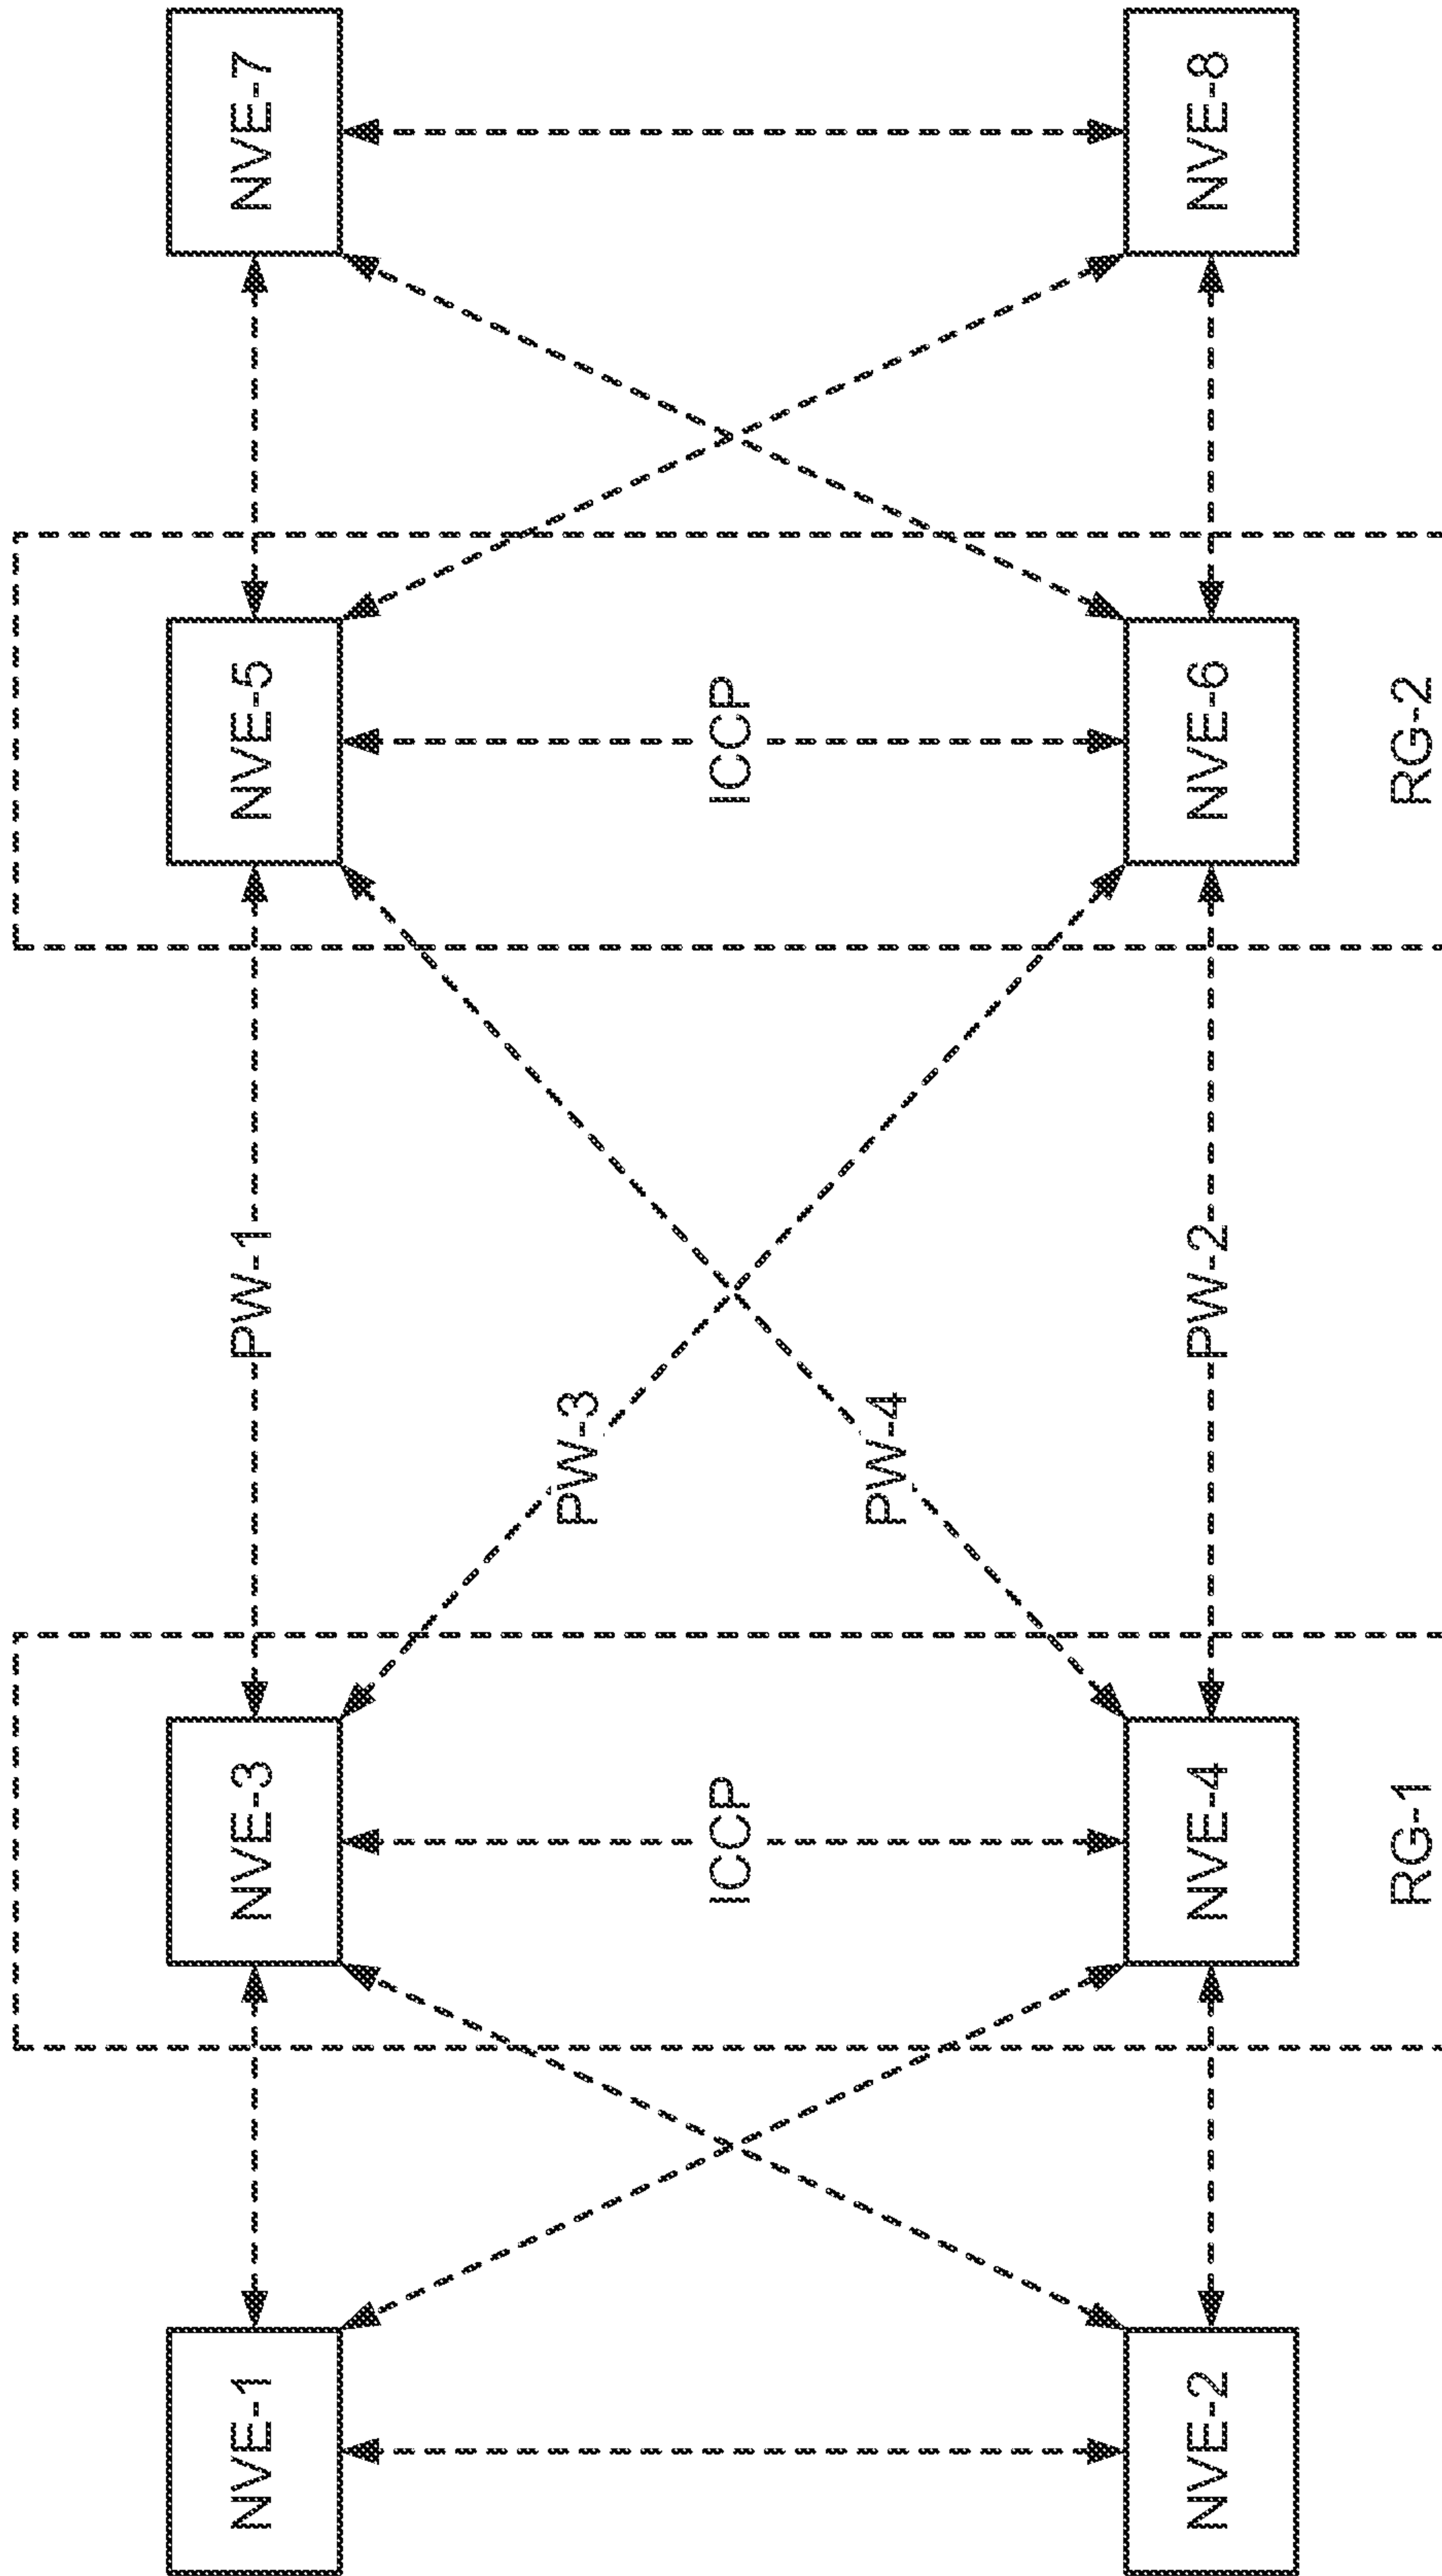 NVE-1
NVE-3
PW-1
NVE-5
NVE-7
PW-3
ICCP
ICCP
PW-4
NVE-2
NVE-4
PW-2
NVE-6
NVE-8
RG-1
RG-2